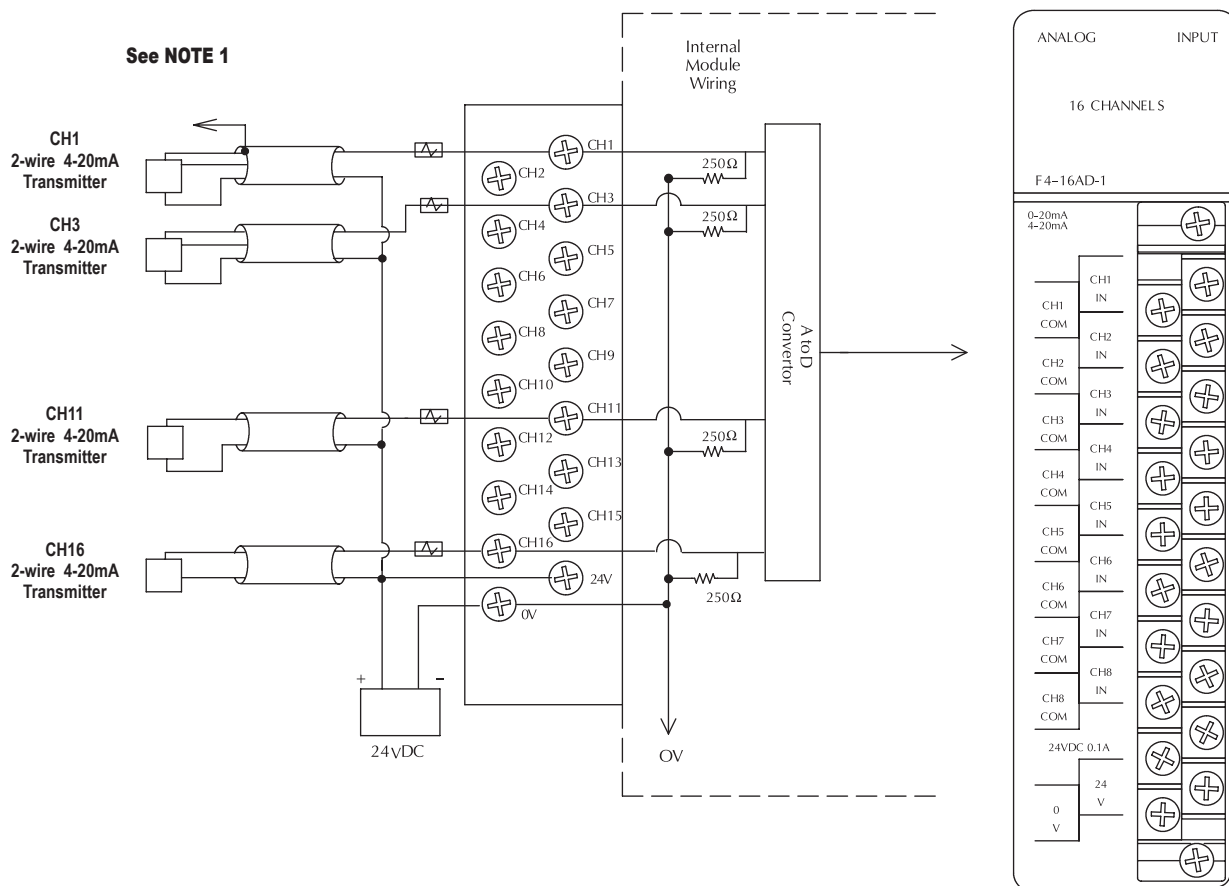 See NOTE 1
CH1
2-wire 4-20mA
Transmitter
CH3
2-wire 4-20mA
Transmitter
CH11
2-wire 4-20mA
Transmitter
CH16
2-wire 4-20mA
Transmitter
+
−
24VDC
CH1
CH2
CH3
CH4
CH5
CH6
CH7
CH8
CH9
CH10
CH11
CH12
CH13
CH14
CH15
CH16
24V
0V
Internal
Module
Wiring
250Ω
250Ω
250Ω
250Ω
A to D
Convertor
OV
ANALOG INPUT
16 CHANNELS
F4-16AD-1
0-20mA
4-20mA
CH1
IN
CH1
COM
CH2
IN
CH2
COM
CH3
IN
CH3
COM
CH4
IN
CH4
COM
CH5
IN
CH5
COM
CH6
IN
CH6
COM
CH7
IN
CH7
COM
CH8
IN
CH8
COM
24VDC 0.1A
24
V
0
V